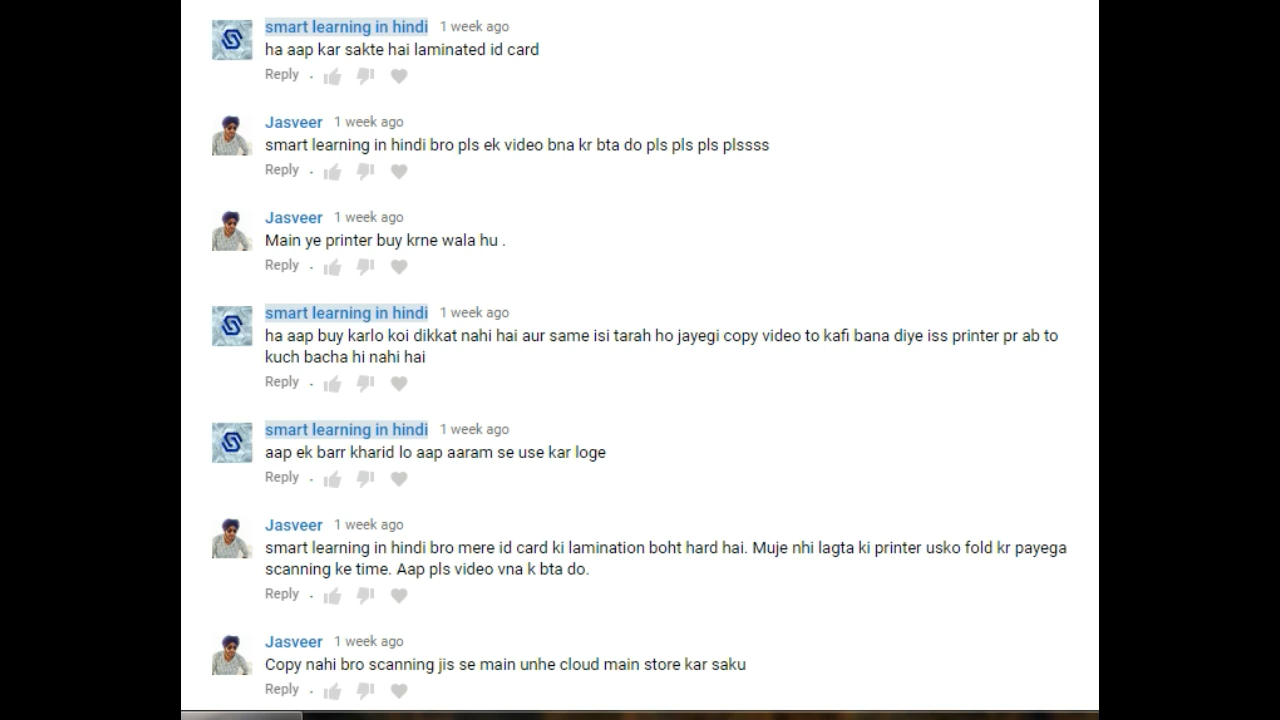 smart learning in hindi 1 week ago
ha aap kar sakte hai laminated id card
Reply .
Jasveer 1 week ago
smart learning in hindi bro pls ek video bna kr bta do pls pls pls plssss
Reply .
Jasveer 1 week ago
Main ye printer buy krne wala hu .
Reply .
smart learning in hindi 1 week ago
ha aap buy karlo koi dikkat nahi hai aur same isi tarah ho jayegi copy video to kafi bana diye iss printer pr ab to
kuch bacha hi nahi hai
Reply .
smart learning in hindi 1 week ago
aap ek barr kharid lo aap aaram se use kar loge
Reply .
Jasveer 1 week ago
smart learning in hindi bro mere id card ki lamination boht hard hai. Muje nhi lagta ki printer usko fold kr payega
scanning ke time. Aap pls video vna k bta do.
Reply .
Jasveer 1 week ago
Copy nahi bro scanning jis se main unhe cloud main store kar saku
Reply .